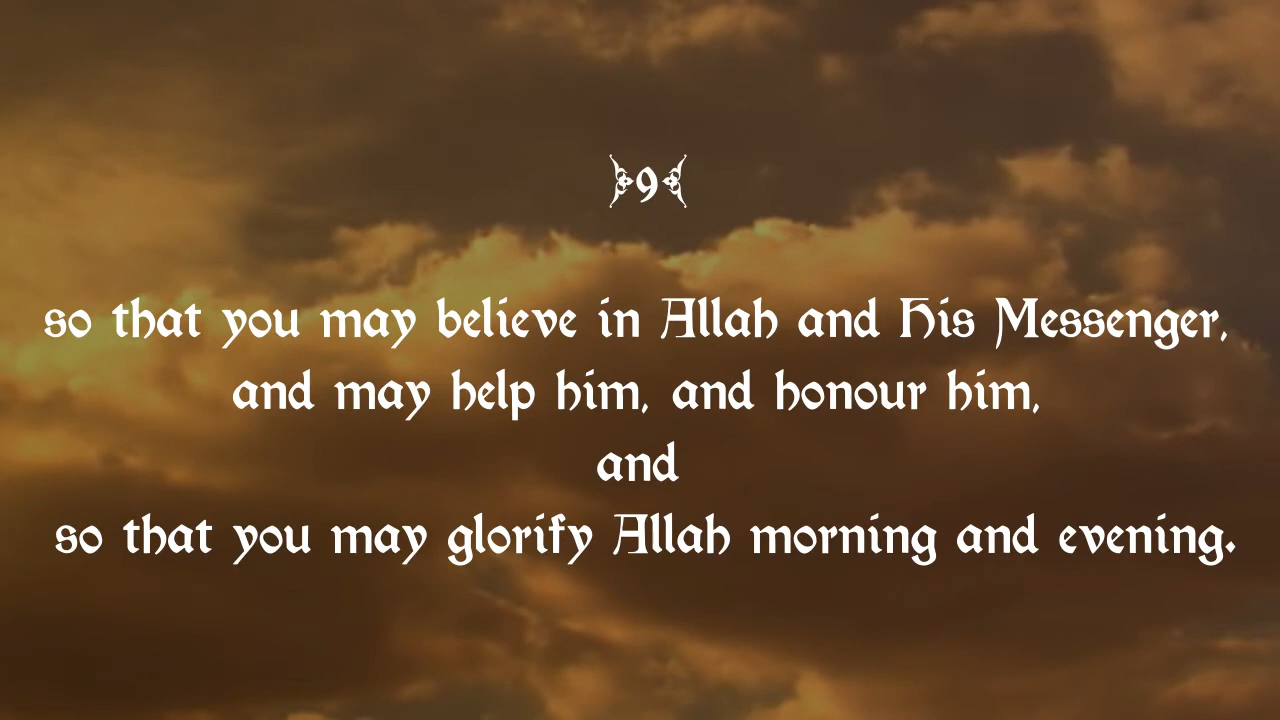 9
so that you may believe in Allah and His Messenger,
and may help him, and honour him,
and
so that you may glorify Allah morning and evening.